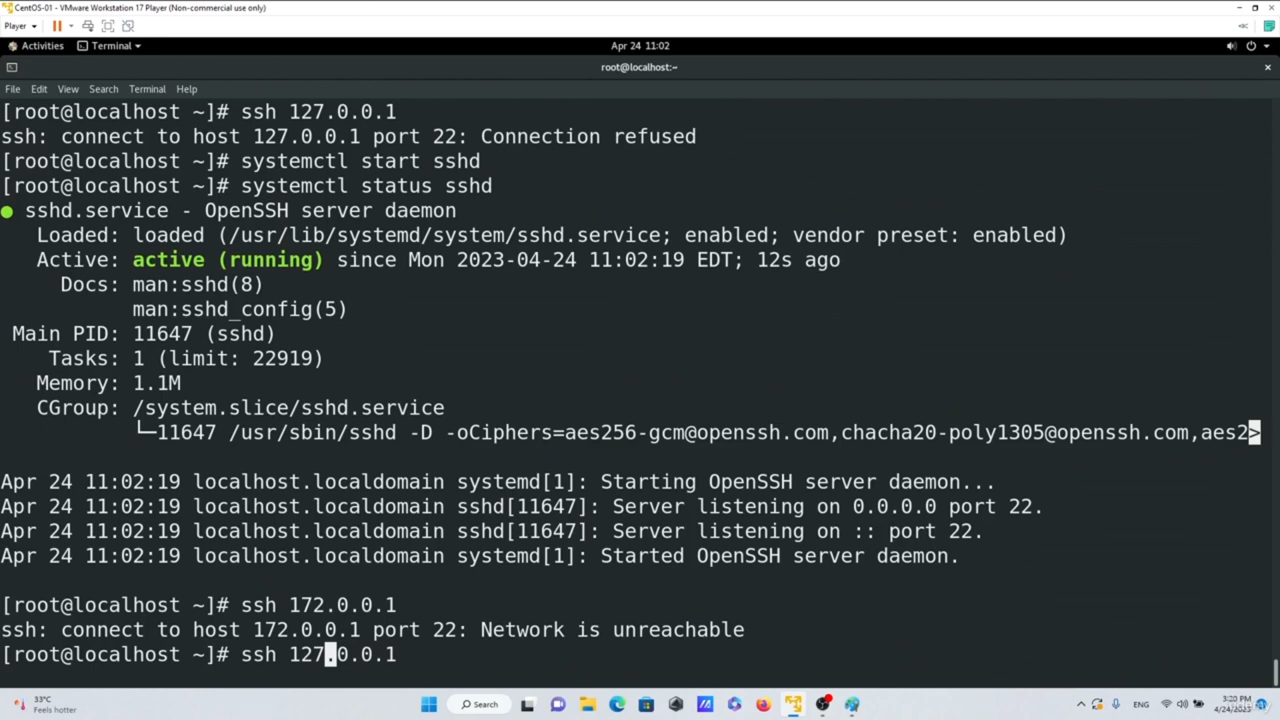 CentOS-01 - VMware Workstation 17 Player (Non-commercial use only)
Player
Activities Terminal Apr 24 11:02
root@localhost:~
File Edit View Search Terminal Help
[root@localhost ~]# ssh 127.0.0.1
ssh: connect to host 127.0.0.1 port 22: Connection refused
[root@localhost ~]# systemctl start sshd
[root@localhost ~]# systemctl status sshd
● sshd.service - OpenSSH server daemon
Loaded: loaded (/usr/lib/systemd/system/sshd.service; enabled; vendor preset: enabled)
Active: active (running) since Mon 2023-04-24 11:02:19 EDT; 12s ago
Docs: man:sshd(8)
man:sshd_config(5)
Main PID: 11647 (sshd)
Tasks: 1 (limit: 22919)
Memory: 1.1M
CGroup: /system.slice/sshd.service
└─11647 /usr/sbin/sshd -D -oCiphers=aes256-gcm@openssh.com,chacha20-poly1305@openssh.com,aes2>
Apr 24 11:02:19 localhost.localdomain systemd[1]: Starting OpenSSH server daemon...
Apr 24 11:02:19 localhost.localdomain sshd[11647]: Server listening on 0.0.0.0 port 22.
Apr 24 11:02:19 localhost.localdomain sshd[11647]: Server listening on :: port 22.
Apr 24 11:02:19 localhost.localdomain systemd[1]: Started OpenSSH server daemon.
[root@localhost ~]# ssh 172.0.0.1
ssh: connect to host 172.0.0.1 port 22: Network is unreachable
[root@localhost ~]# ssh 127.0.0.1
33°C
Feels hotter
Search
ENG
3:20 PM
4/24/2023